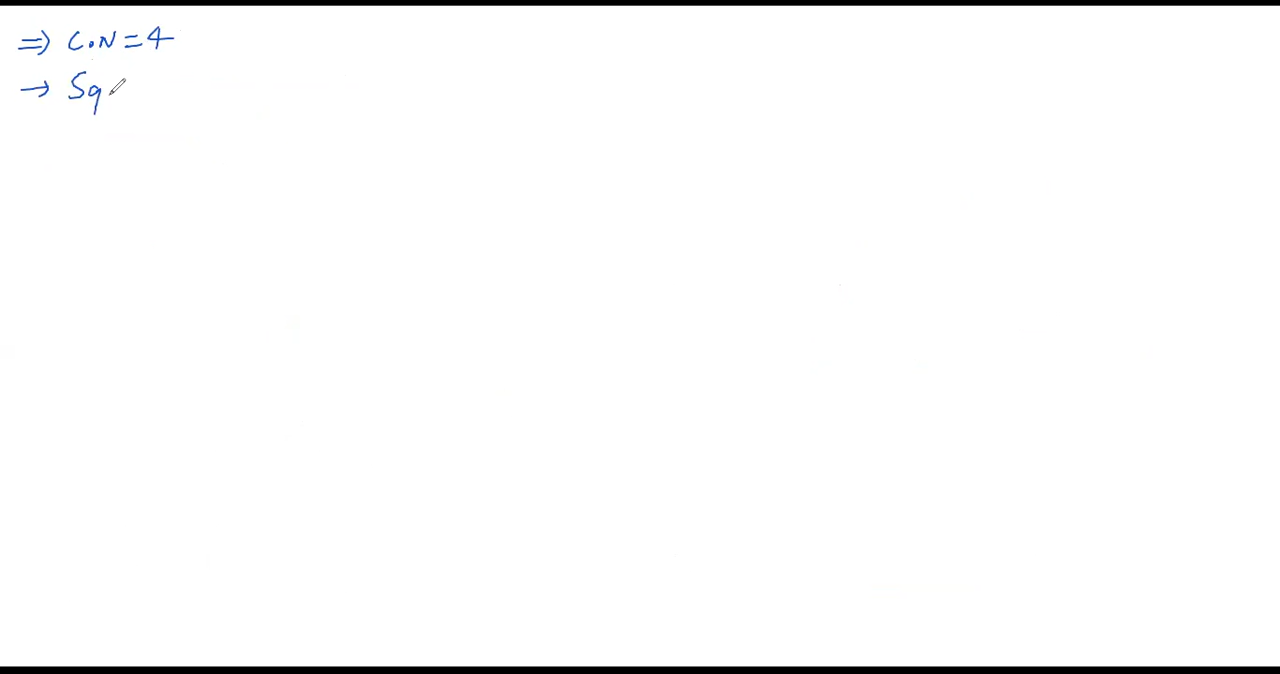 ⇒ C.N = 4
→ Sq